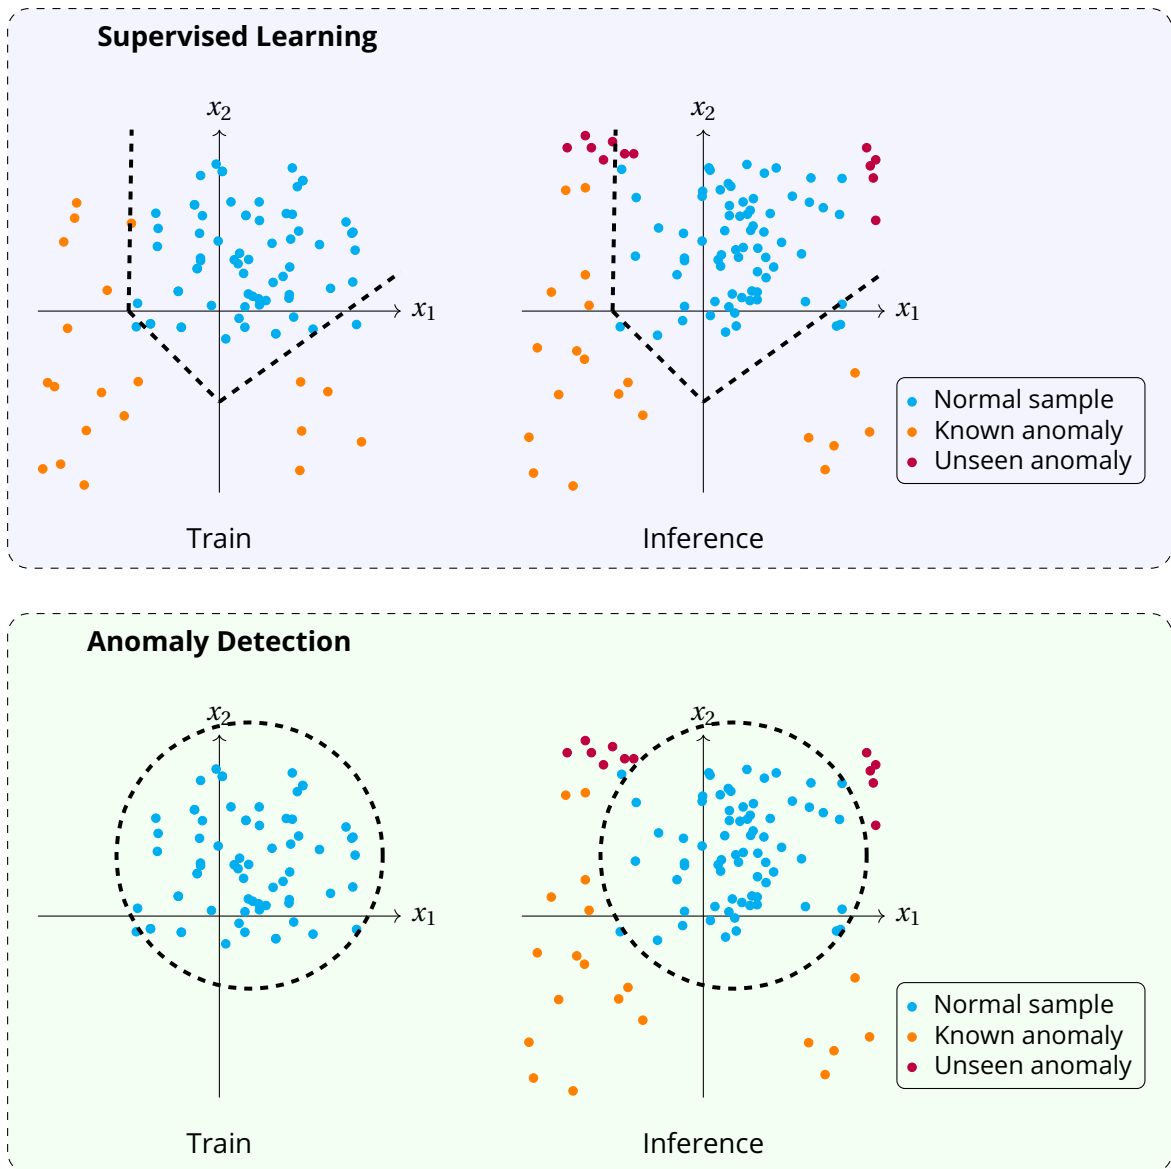 Supervised Learning
x2
x2
x1
x1
Normal sample
Known anomaly
Unseen anomaly
Train
Inference
Anomaly Detection
x2
x2
x1
x1
Normal sample
Known anomaly
Unseen anomaly
Train
Inference